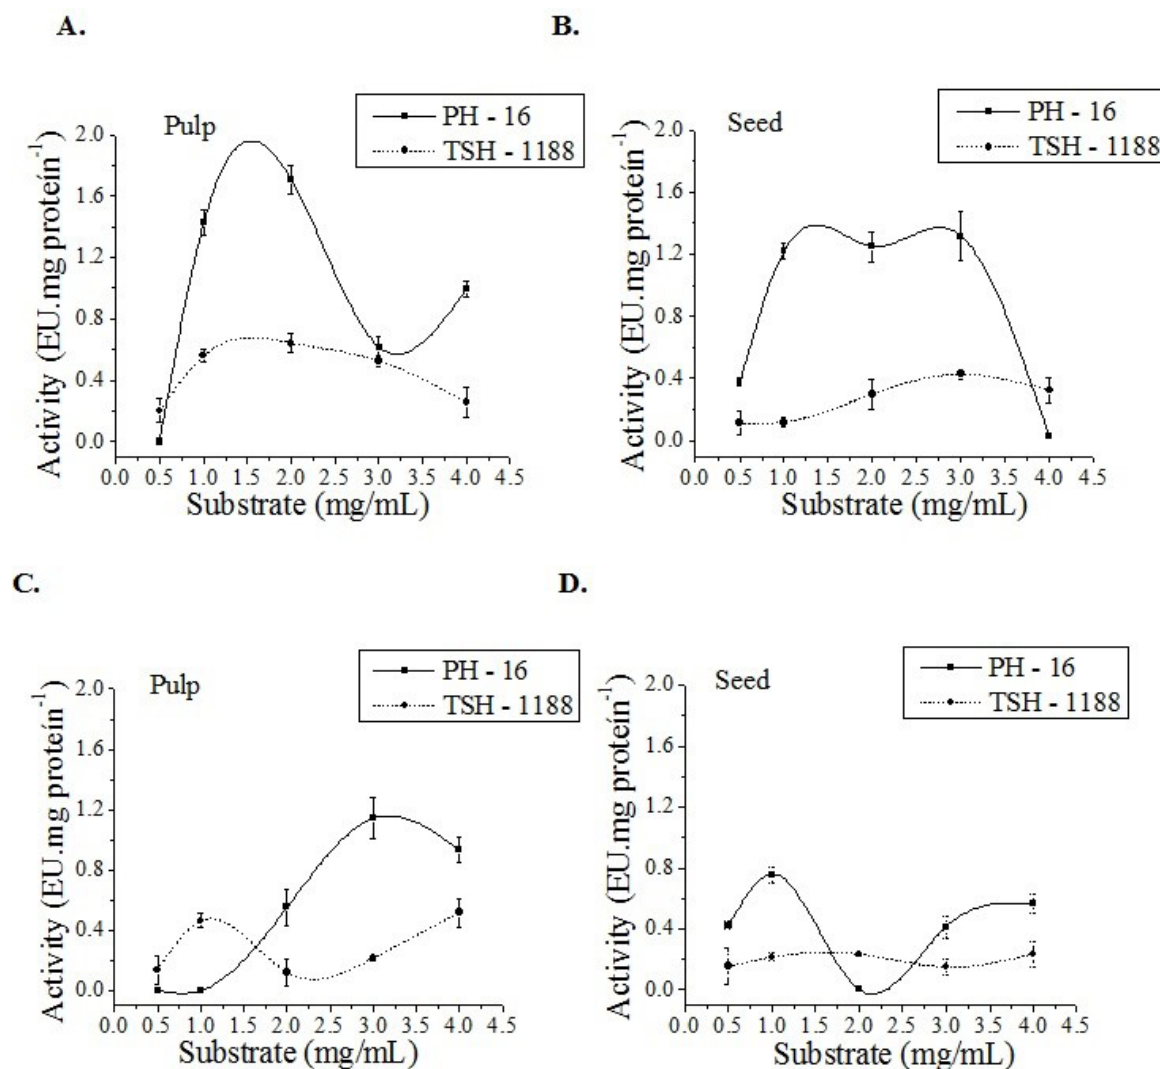 A.
B.
PH - 16
TSH - 1188
Pulp
2.0
1.6
1.2
0.8
0.4
0.0
Activity (EU.mg proteín-1)
0.0 0.5 1.0 1.5 2.0 2.5 3.0 3.5 4.0 4.5
Substrate (mg/mL)
PH - 16
TSH - 1188
Seed
2.0
1.6
1.2
0.8
0.4
0.0
Activity (EU.mg proteín-1)
0.0 0.5 1.0 1.5 2.0 2.5 3.0 3.5 4.0 4.5
Substrate (mg/mL)
C.
D.
PH - 16
TSH - 1188
Pulp
2.0
1.6
1.2
0.8
0.4
0.0
Activity (EU.mg proteín-1)
0.0 0.5 1.0 1.5 2.0 2.5 3.0 3.5 4.0 4.5
Substrate (mg/mL)
PH - 16
TSH - 1188
Seed
2.0
1.6
1.2
0.8
0.4
0.0
Activity (EU.mg proteín-1)
0.0 0.5 1.0 1.5 2.0 2.5 3.0 3.5 4.0 4.5
Substrate (mg/mL)